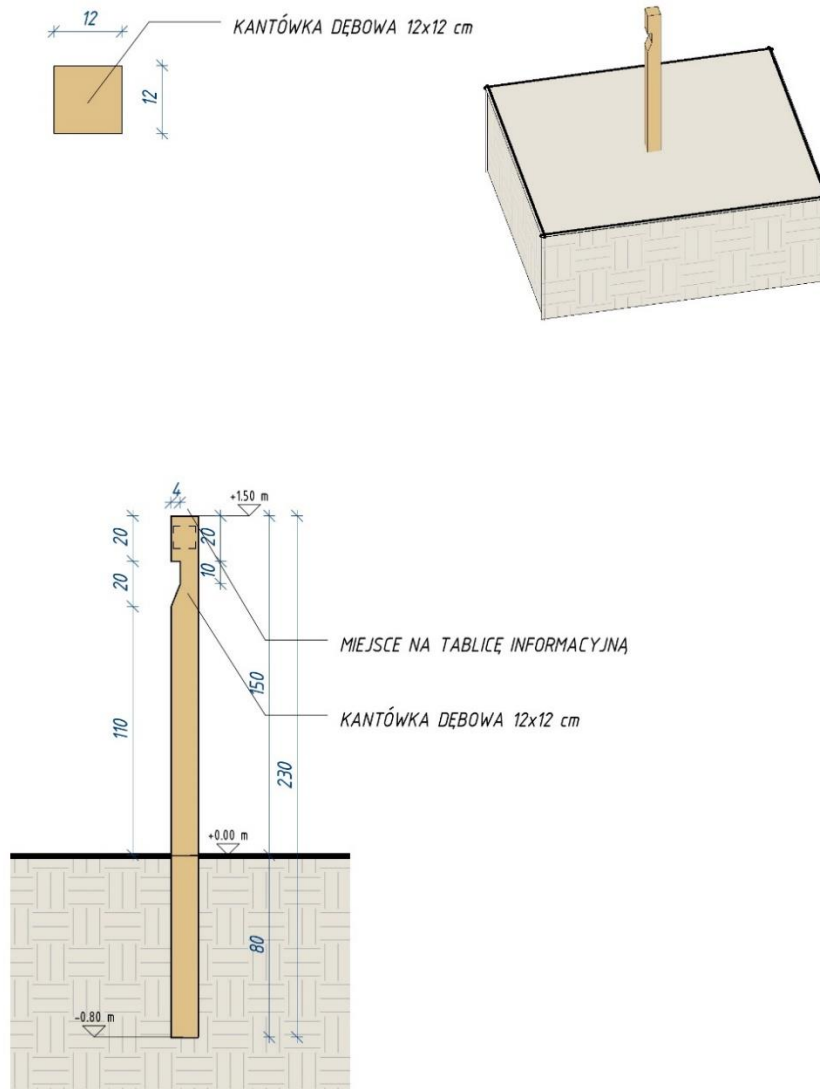 12
KANTÓWKA DĘBOWA 12x12 cm
12
4
+1.50 m
20
20
20
10
MIEJSCE NA TABLICĘ INFORMACYJNĄ
150
KANTÓWKA DĘBOWA 12x12 cm
110
230
+0.00 m
80
-0.80 m